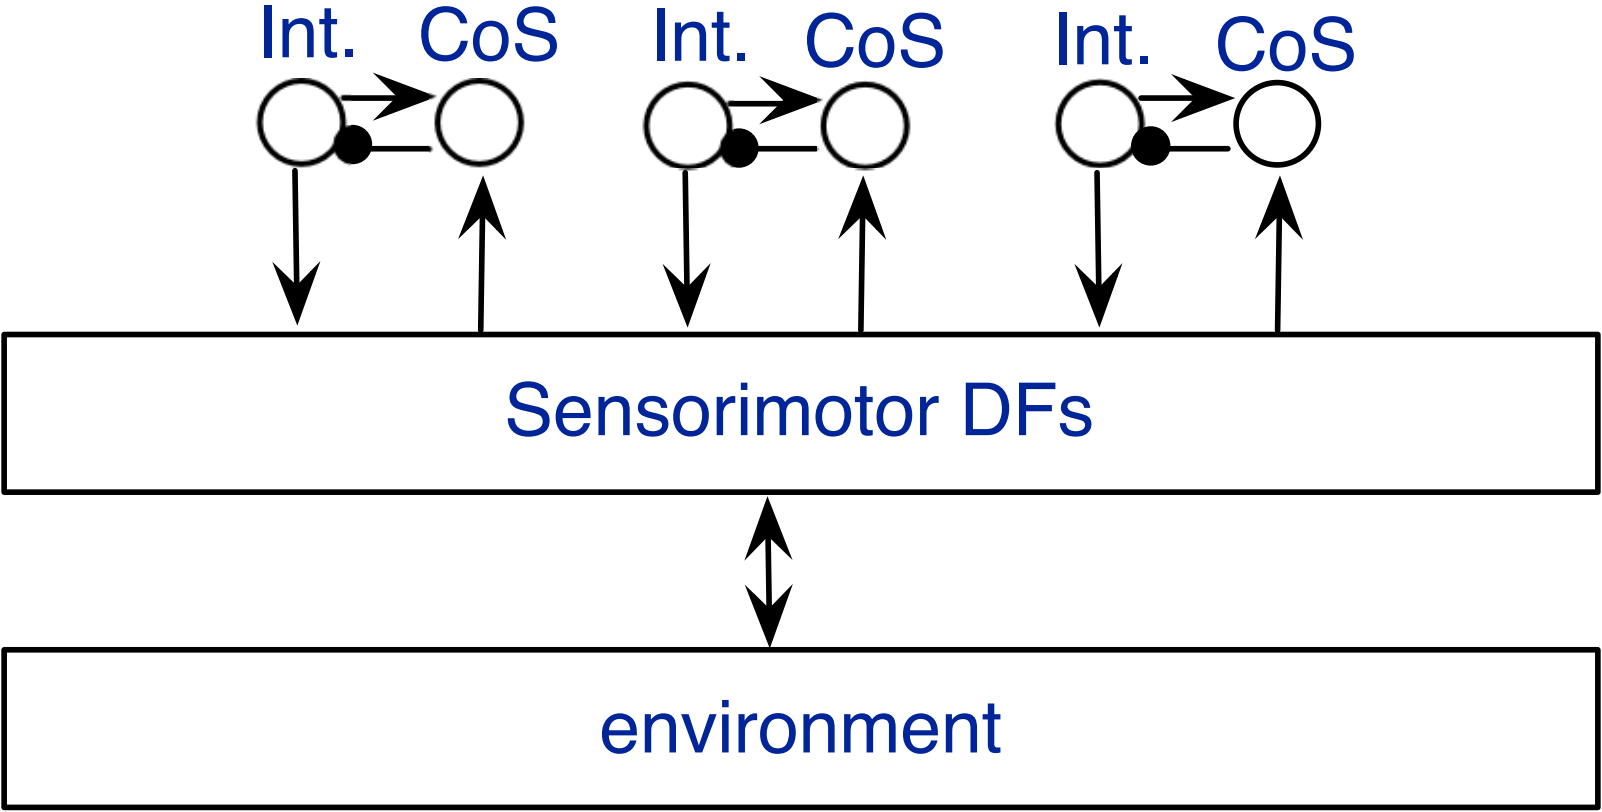 Int. CoS Int. CoS Int. CoS
Sensorimotor DFs
environment